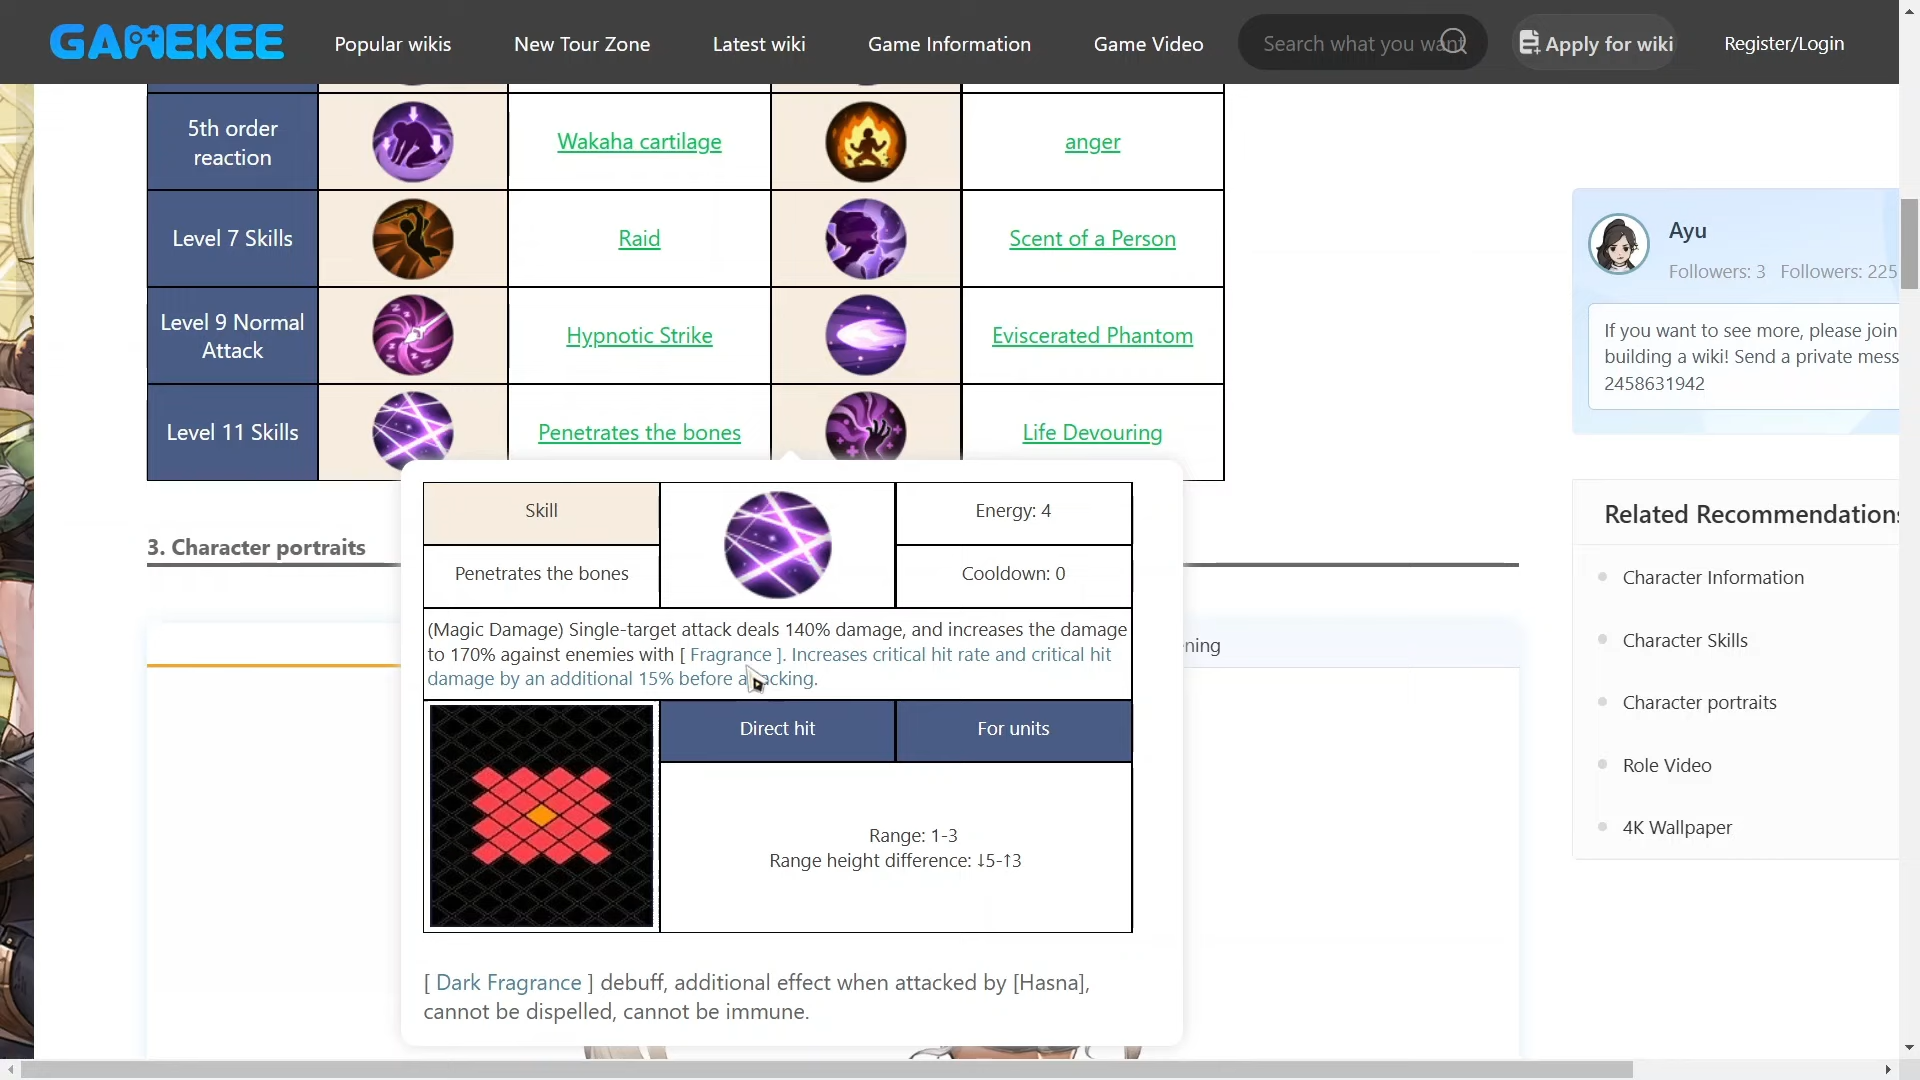 GAMEKEE
Popular wikis
New Tour Zone
Latest wiki
Game Information
Game Video
Search what you want
Apply for wiki
Register/Login
5th order
reaction
Wakaha cartilage
anger
Level 7 Skills
Raid
Scent of a Person
Level 9 Normal
Attack
Hypnotic Strike
Eviscerated Phantom
Level 11 Skills
Penetrates the bones
Life Devouring
3. Character portraits
Skill
Energy: 4
Penetrates the bones
Cooldown: 0
(Magic Damage) Single-target attack deals 140% damage, and increases the damage
to 170% against enemies with [ Fragrance ]. Increases critical hit rate and critical hit
damage by an additional 15% before attacking.
Direct hit
For units
Range: 1-3
Range height difference: ↓5-↑3
[ Dark Fragrance ] debuff, additional effect when attacked by [Hasna],
cannot be dispelled, cannot be immune.
ning
Ayu
Followers: 3 Followers: 225
If you want to see more, please join
building a wiki! Send a private mess
2458631942
Related Recommendations
Character Information
Character Skills
Character portraits
Role Video
4K Wallpaper